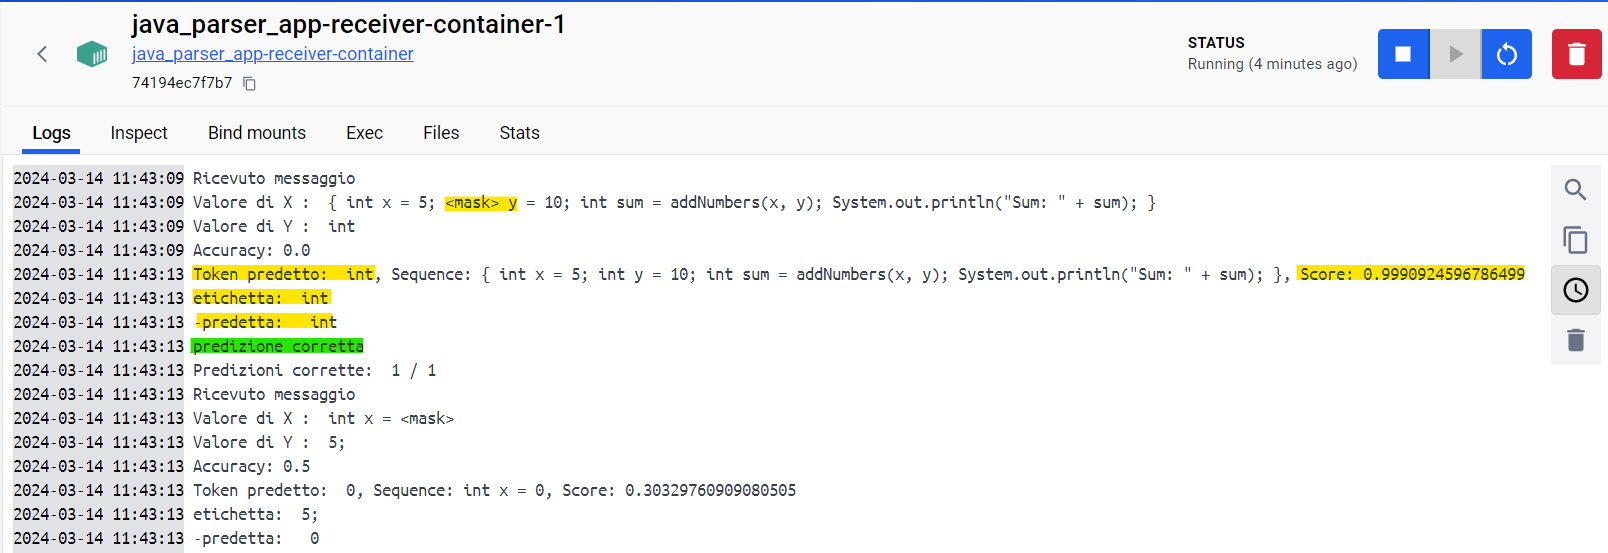 java_parser_app-receiver-container-1
java_parser_app-receiver-container
74194ec7f7b7
STATUS
Running (4 minutes ago)
Logs Inspect Bind mounts Exec Files Stats
2024-03-14 11:43:09 Ricevuto messaggio
2024-03-14 11:43:09 Valore di X :  { int x = 5; <mask> y = 10; int sum = addNumbers(x, y); System.out.println("Sum: " + sum); }
2024-03-14 11:43:09 Valore di Y :  int
2024-03-14 11:43:09 Accuracy: 0.0
2024-03-14 11:43:13 Token predetto:  int, Sequence: { int x = 5; int y = 10; int sum = addNumbers(x, y); System.out.println("Sum: " + sum); }, Score: 0.9990924596786499
2024-03-14 11:43:13 etichetta:  int
2024-03-14 11:43:13 -predetta:   int
2024-03-14 11:43:13 predizione corretta
2024-03-14 11:43:13 Predizioni corrette:  1 / 1
2024-03-14 11:43:13 Ricevuto messaggio
2024-03-14 11:43:13 Valore di X :  int x = <mask>
2024-03-14 11:43:13 Valore di Y :  5;
2024-03-14 11:43:13 Accuracy: 0.5
2024-03-14 11:43:13 Token predetto:  0, Sequence: int x = 0, Score: 0.30329760909080505
2024-03-14 11:43:13 etichetta:  5;
2024-03-14 11:43:13 -predetta:   0